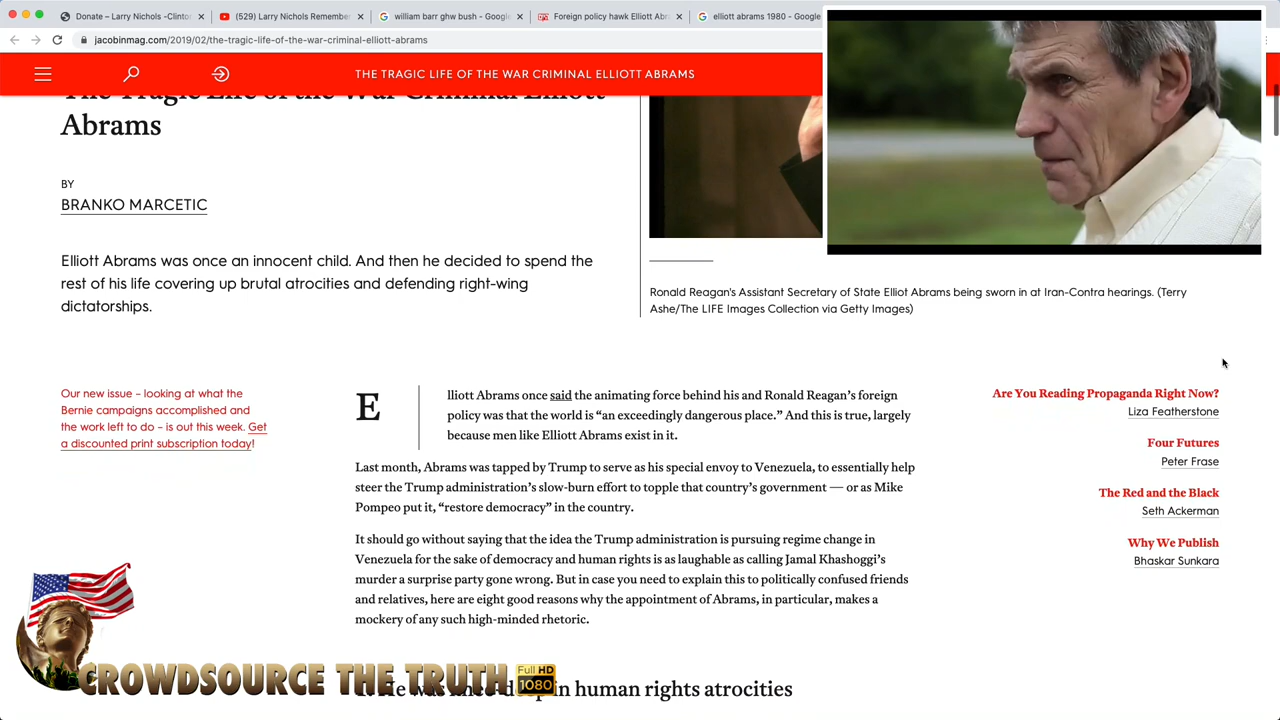 Donate – Larry Nichols -Clinto
(529) Larry Nichols Remembe
william barr ghw bush - Google
Foreign policy hawk Elliott Abr
elliott abrams 1980 - Google
jacobinmag.com/2019/02/the-tragic-life-of-the-war-criminal-elliott-abrams
THE TRAGIC LIFE OF THE WAR CRIMINAL ELLIOTT ABRAMS
The Tragic Life of the War Criminal Elliott
Abrams
BY
BRANKO MARCETIC
Elliott Abrams was once an innocent child. And then he decided to spend the
rest of his life covering up brutal atrocities and defending right-wing
dictatorships.
Ronald Reagan's Assistant Secretary of State Elliot Abrams being sworn in at Iran-Contra hearings. (Terry
Ashe/The LIFE Images Collection via Getty Images)
Our new issue – looking at what the
Bernie campaigns accomplished and
the work left to do – is out this week. Get
a discounted print subscription today!
Elliott Abrams once said the animating force behind his and Ronald Reagan's foreign
policy was that the world is “an exceedingly dangerous place.” And this is true, largely
because men like Elliott Abrams exist in it.
Last month, Abrams was tapped by Trump to serve as his special envoy to Venezuela, to essentially help
steer the Trump administration's slow-burn effort to topple that country's government — or as Mike
Pompeo put it, “restore democracy” in the country.
It should go without saying that the idea the Trump administration is pursuing regime change in
Venezuela for the sake of democracy and human rights is as laughable as calling Jamal Khashoggi's
murder a surprise party gone wrong. But in case you need to explain this to politically confused friends
and relatives, here are eight good reasons why the appointment of Abrams, in particular, makes a
mockery of any such high-minded rhetoric.
Are You Reading Propaganda Right Now?
Liza Featherstone
Four Futures
Peter Frase
The Red and the Black
Seth Ackerman
Why We Publish
Bhaskar Sunkara
He was knee-deep in human rights atrocities
CROWDSOURCE THE TRUTH
Full HD
1080